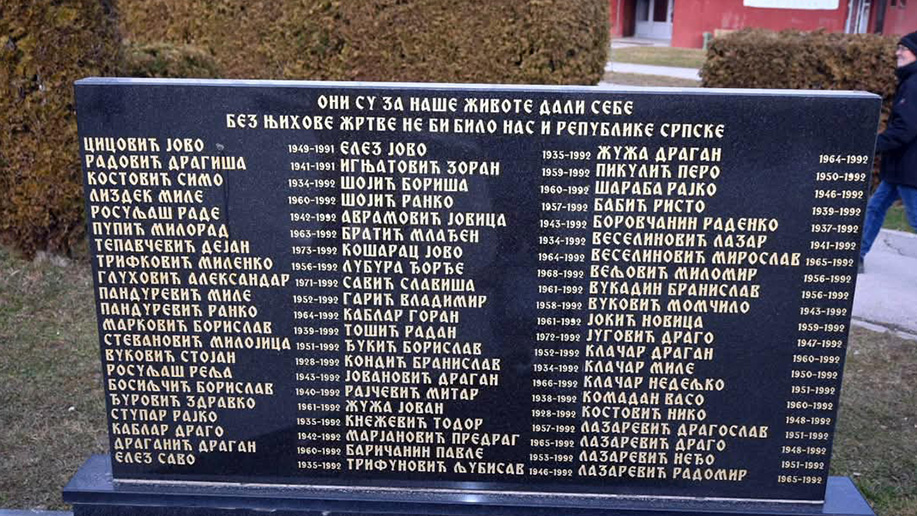 ОНИ СУ ЗА НАШЕ ЖИВОТЕ ДАЛИ СЕБЕ
БЕЗ ЊИХОВЕ ЖРТВЕ НЕ БИ БИЛО НАС И РЕПУБЛИКЕ СРПСКЕ
ЦИЦОВИЋ ЈОВО 1949-1991
РАДОВИЋ ДРАГИША 1941-1991
КОСТОВИЋ СИМО 1934-1992
ЛИЗДЕК МИЛЕ 1960-1992
РОСУЉАШ РАДЕ 1942-1992
ПУПИЋ МИЛОРАД 1963-1992
ТЕПАВЧЕВИЋ ДЕЈАН 1973-1992
ТРИФКОВИЋ МИЛЕНКО 1956-1992
ГЛУХОВИЋ АЛЕКСАНДАР 1971-1992
ПАНДУРЕВИЋ МИЛЕ 1952-1992
ПАНДУРЕВИЋ РАНКО 1964-1992
МАРКОВИЋ БОРИСЛАВ 1939-1992
СТЕВАНОВИЋ МИЛОЈИЦА 1951-1992
ВУКОВИЋ СТОЈАН 1928-1992
РОСУЉАШ РЕЉА 1943-1992
БОСИЉЧИЋ БОРИСЛАВ 1940-1992
ЂУРОВИЋ ЗДРАВКО 1961-1992
СТУПАР РАЈКО 1935-1992
КАБЛАР ДРАГО 1942-1992
ДРАГАНИЋ ДРАГАН 1960-1992
ЕЛЕЗ САВО 1935-1992
ЕЛЕЗ ЈОВО 1935-1992
ИГЊАТОВИЋ ЗОРАН 1959-1992
ШОЈИЋ БОРИША 1960-1992
ШОЈИЋ РАНКО 1957-1992
АВРАМОВИЋ ЈОВИЦА 1943-1992
БРАТИЋ МЛАЂЕН 1934-1992
КОШАРАЦ ЈОВО 1964-1992
ЛУБУРА ЂОРЂЕ 1968-1992
САВИЋ СЛАВИША 1961-1992
ГАРИЋ ВЛАДИМИР 1958-1992
КАБЛАР ГОРАН 1961-1992
ТОШИЋ РАДАН 1972-1992
ЂУКИЋ БОРИСЛАВ 1952-1992
КОНДИЋ БРАНИСЛАВ 1934-1992
ЈОВАНОВИЋ ДРАГАН 1966-1992
РАЈЧЕВИЋ МИТАР 1938-1992
ЖУЖА ЈОВАН 1928-1992
КНЕЖЕВИЋ ТОДОР 1957-1992
МАРЈАНОВИЋ ПРЕДРАГ 1965-1992
БАРИЧАНИН ПАВЛЕ 1953-1992
ТРИФУНОВИЋ ЉУБИСАВ 1946-1992
ЖУЖА ДРАГАН 1964-1992
ПИКУЛИЋ ПЕРО 1950-1992
ШАРАБА РАЈКО 1946-1992
БАБИЋ РИСТО 1939-1992
БОРОВЧАНИН РАДЕНКО 1937-1992
ВЕСЕЛИНОВИЋ ЛАЗАР 1941-1992
ВЕСЕЛИНОВИЋ МИРОСЛАВ 1965-1992
ВЕЉОВИЋ МИЛОМИР 1956-1992
ВУКАДИН БРАНИСЛАВ 1956-1992
ВУКОВИЋ МОМЧИЛО 1943-1992
ЈОКИЋ НОВИЦА 1959-1992
ЈУГОВИЋ ДРАГО 1947-1992
КЛАЧАР ДРАГАН 1960-1992
КЛАЧАР МИЛЕ 1950-1992
КЛАЧАР НЕДЕЉКО 1951-1992
КОМАДАН ВАСО 1960-1992
КОСТОВИЋ НИКО 1948-1992
ЛАЗАРЕВИЋ ДРАГОСЛАВ 1951-1992
ЛАЗАРЕВИЋ ДРАГО 1948-1992
ЛАЗАРЕВИЋ НЕЂО 1951-1992
ЛАЗАРЕВИЋ РАДОМИР 1965-1992